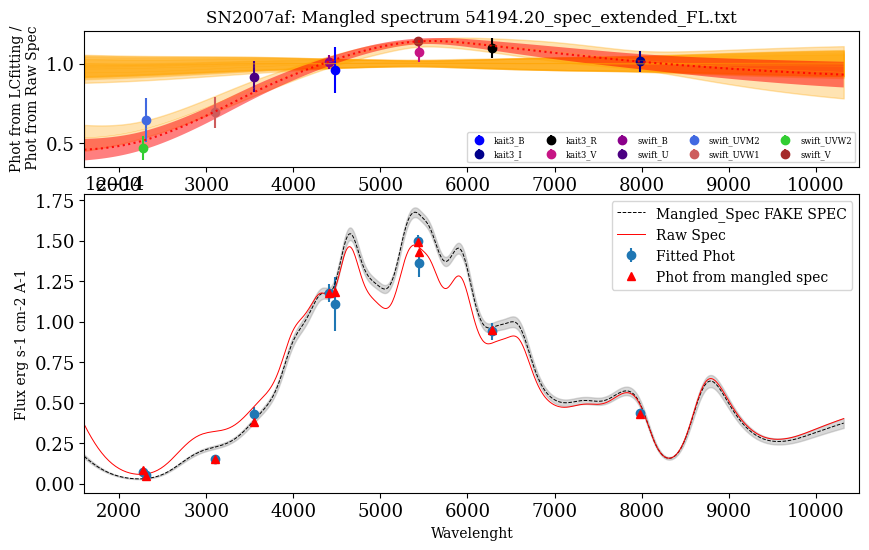 SN2007af: Mangled spectrum 54194.20_spec_extended_FL.txt
Phot from LCfitting /
Phot from Raw Spec
1.0
0.5
kait3_B
kait3_I
kait3_R
kait3_V
swift_B
swift_U
swift_UVM2
swift_UVW1
swift_UVW2
swift_V
2000 3000 4000 5000 6000 7000 8000 9000 10000
1e−14
Flux erg s-1 cm-2 A-1
1.75
1.50
1.25
1.00
0.75
0.50
0.25
0.00
Mangled_Spec FAKE SPEC
Raw Spec
Fitted Phot
Phot from mangled spec
2000 3000 4000 5000 6000 7000 8000 9000 10000
Wavelenght